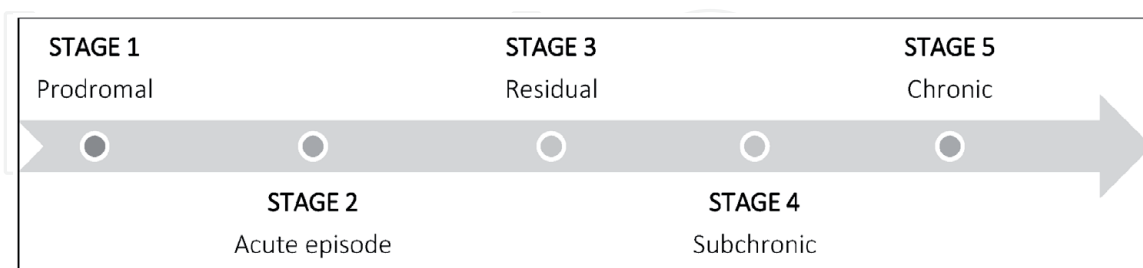 STAGE 1
Prodromal
STAGE 2
Acute episode
STAGE 3
Residual
STAGE 4
Subchronic
STAGE 5
Chronic